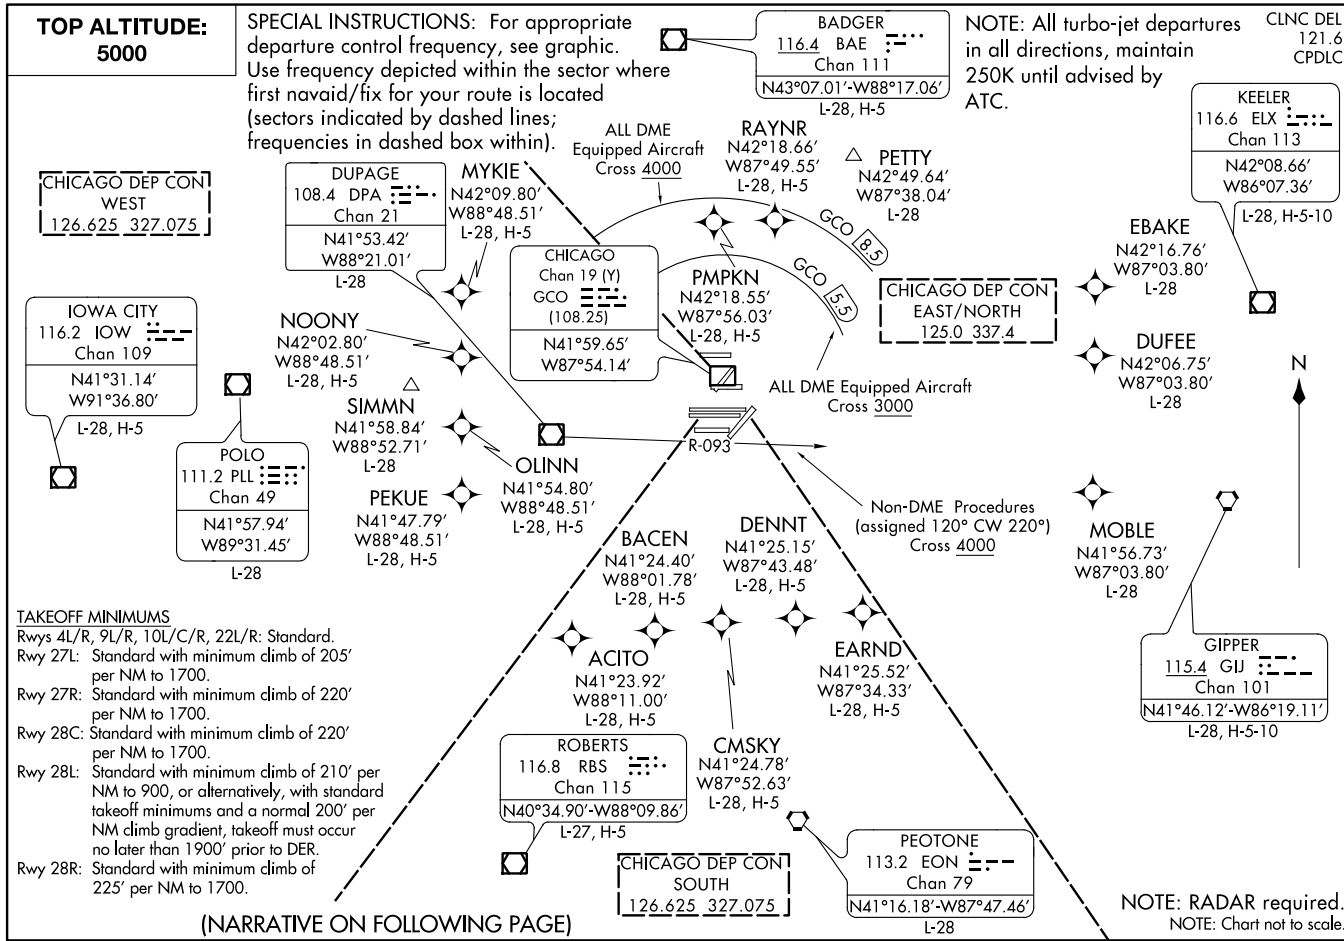 TOP ALTITUDE:
5000
SPECIAL INSTRUCTIONS: For appropriate
departure control frequency, see graphic.
Use frequency depicted within the sector where
first navaid/fix for your route is located
(sectors indicated by dashed lines;
frequencies in dashed box within).
BADGER
116.4 BAE
Chan 111
N43°07.01′-W88°17.06′
L-28, H-5
NOTE: All turbo-jet departures
in all directions, maintain
250K until advised by
ATC.
CLNC DEL
121.6
CPDLC
KEELER
116.6 ELX
Chan 113
N42°08.66′
W86°07.36′
L-28, H-5-10
CHICAGO DEP CON
WEST
126.625 327.075
DUPAGE
108.4 DPA
Chan 21
N41°53.42′
W88°21.01′
L-28
MYKIE
N42°09.80′
W88°48.51′
L-28, H-5
ALL DME
Equipped Aircraft
Cross 4000
RAYNR
N42°18.66′
W87°49.55′
L-28, H-5
PETTY
N42°49.64′
W87°38.04′
L-28
GCO 8.5
GCO 5.5
CHICAGO
Chan 19 (Y)
GCO
(108.25)
N41°59.65′
W87°54.14′
PMPKN
N42°18.55′
W87°56.03′
L-28, H-5
CHICAGO DEP CON
EAST/NORTH
125.0 337.4
EBAKE
N42°16.76′
W87°03.80′
L-28
DUFEE
N42°06.75′
W87°03.80′
L-28
N
IOWA CITY
116.2 IOW
Chan 109
N41°31.14′
W91°36.80′
L-28, H-5
NOONY
N42°02.80′
W88°48.51′
L-28, H-5
SIMMN
N41°58.84′
W88°52.71′
L-28
ALL DME Equipped Aircraft
Cross 3000
R-093
POLO
111.2 PLL
Chan 49
N41°57.94′
W89°31.45′
L-28
OLINN
N41°54.80′
W88°48.51′
L-28, H-5
PEKUE
N41°47.79′
W88°48.51′
L-28, H-5
Non-DME Procedures
(assigned 120° CW 220°)
Cross 4000
MOBLE
N41°56.73′
W87°03.80′
L-28
BACEN
N41°24.40′
W88°01.78′
L-28, H-5
DENNT
N41°25.15′
W87°43.48′
L-28, H-5
ACITO
N41°23.92′
W88°11.00′
L-28, H-5
EARND
N41°25.52′
W87°34.33′
L-28, H-5
CMSKY
N41°24.78′
W87°52.63′
L-28, H-5
GIPPER
115.4 GIJ
Chan 101
N41°46.12′-W86°19.11′
L-28, H-5-10
TAKEOFF MINIMUMS
Rwys 4L/R, 9L/R, 10L/C/R, 22L/R: Standard.
Rwy 27L: Standard with minimum climb of 205′
per NM to 1700.
Rwy 27R: Standard with minimum climb of 220′
per NM to 1700.
Rwy 28C: Standard with minimum climb of 220′
per NM to 1700.
Rwy 28L: Standard with minimum climb of 210′ per
NM to 900, or alternatively, with standard
takeoff minimums and a normal 200′ per
NM climb gradient, takeoff must occur
no later than 1900′ prior to DER.
Rwy 28R: Standard with minimum climb of
225′ per NM to 1700.
ROBERTS
116.8 RBS
Chan 115
N40°34.90′-W88°09.86′
L-27, H-5
CHICAGO DEP CON
SOUTH
126.625 327.075
PEOTONE
113.2 EON
Chan 79
N41°16.18′-W87°47.46′
L-28
(NARRATIVE ON FOLLOWING PAGE)
NOTE: RADAR required.
NOTE: Chart not to scale.